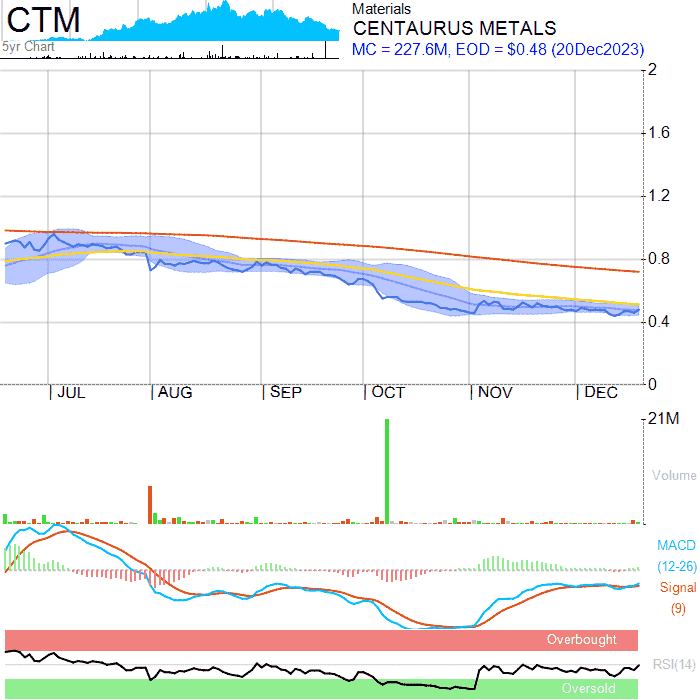 CTM
5yr Chart
Materials
CENTAURUS METALS
MC = 227.6M, EOD = $0.48 (20Dec2023)
2
1.6
1.2
0.8
0.4
0
JUL AUG SEP OCT NOV DEC
21M
Volume
MACD
(12-26)
Signal
(9)
Overbought
RSI(14)
Oversold